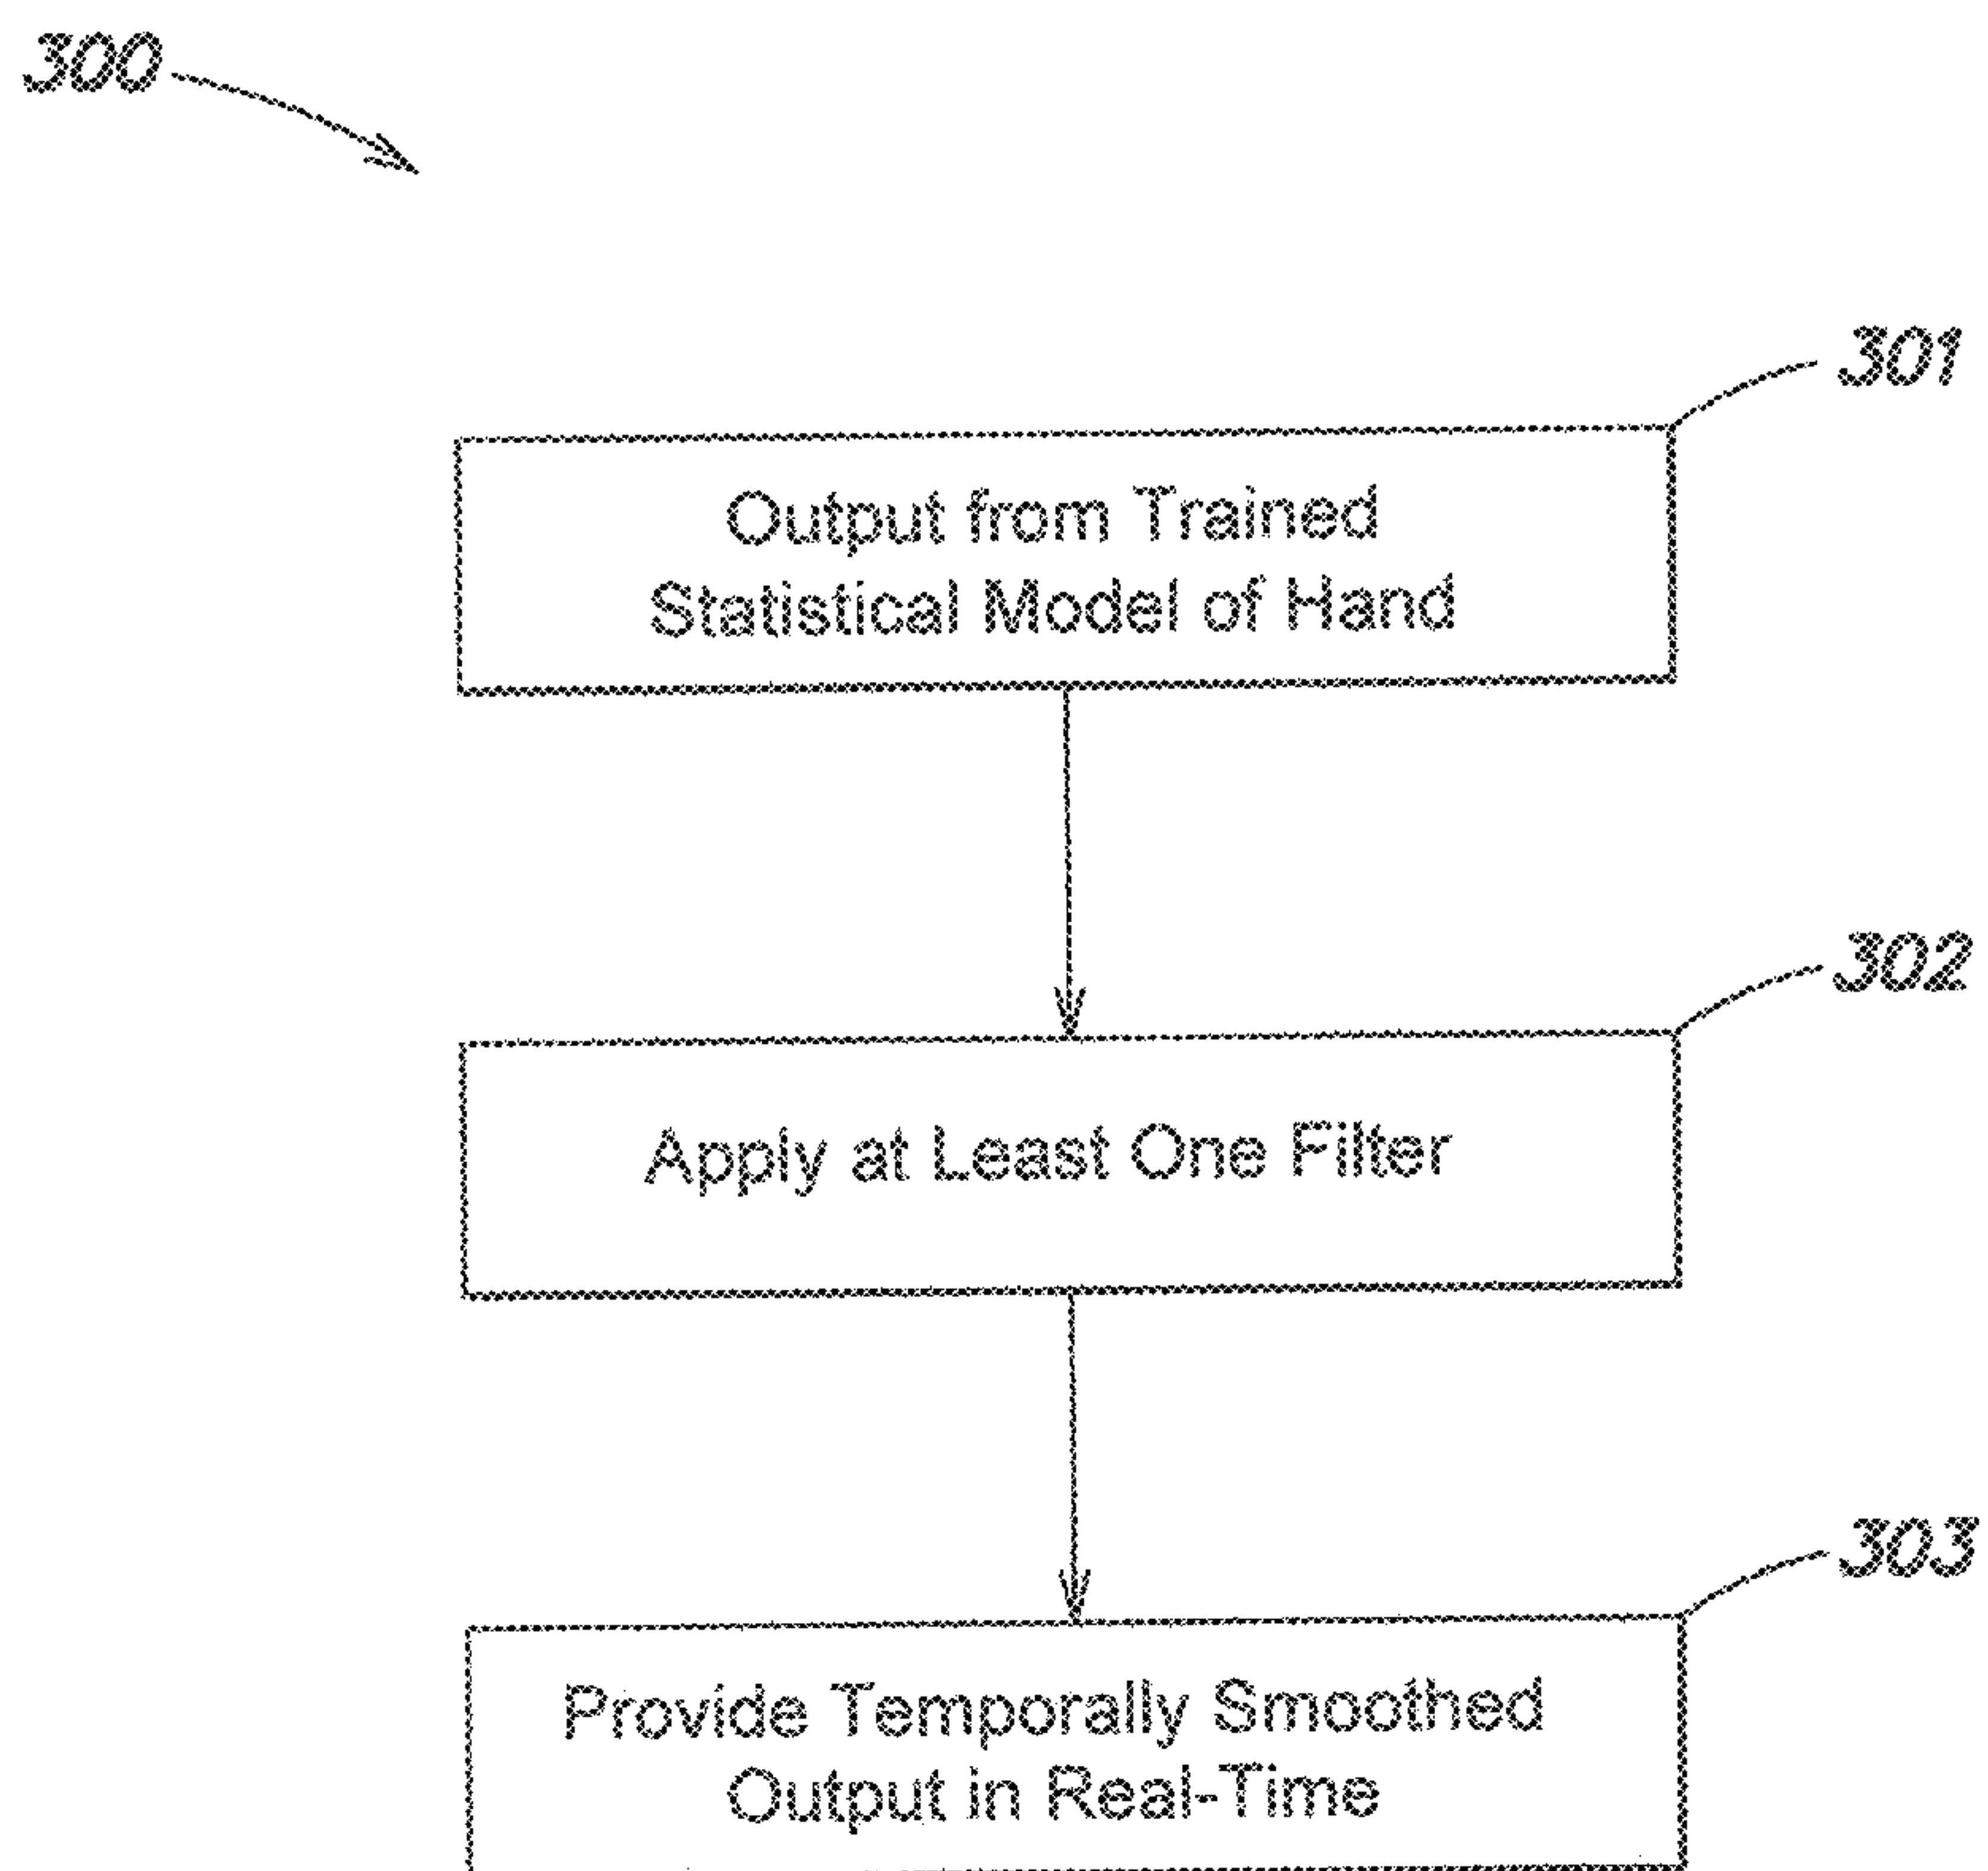 300
301
Output from Trained
Statistical Model of Hand
302
Apply at Least One Filter
303
Provide Temporally Smoothed
Output in Real-Time